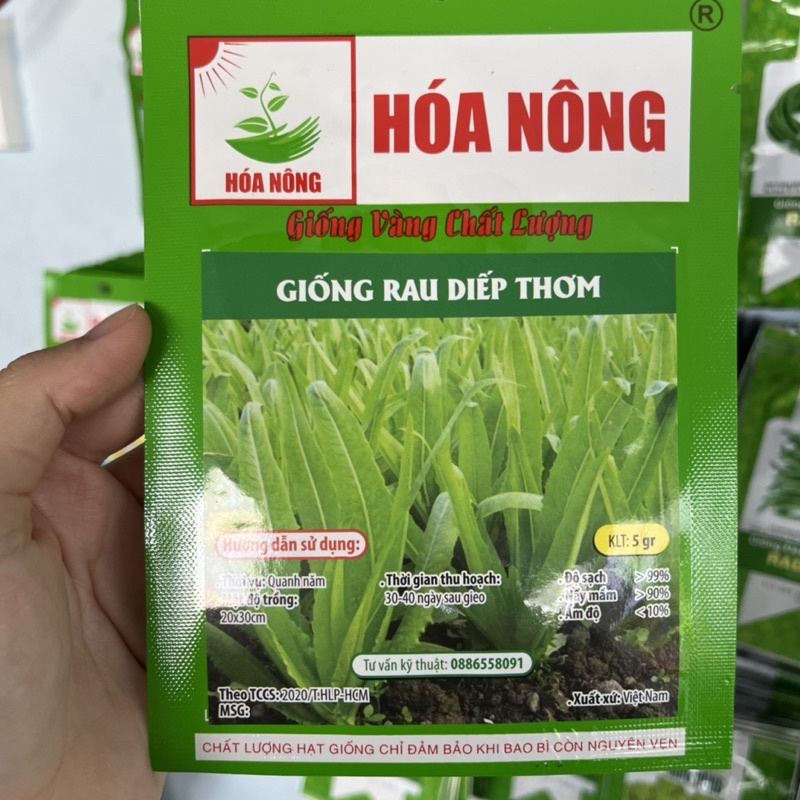 ®
HÓA NÔNG
HÓA NÔNG
Giống Vàng Chất Lượng
GIỐNG RAU DIẾP THƠM
Hướng dẫn sử dụng:
KLT: 5 gr
. Thời vụ: Quanh năm
. Mật độ trồng:
20x30cm
. Thời gian thu hoạch:
30-40 ngày sau gieo
. Độ sạch > 99%
. Nảy mầm > 90%
. Ẩm độ < 10%
Tư vấn kỹ thuật: 0886558091
Theo TCCS: 2020/T.HLP-HCM
MSG:
. Xuất xứ: Việt Nam
CHẤT LƯỢNG HẠT GIỐNG CHỈ ĐẢM BẢO KHI BAO BÌ CÒN NGUYÊN VẸN